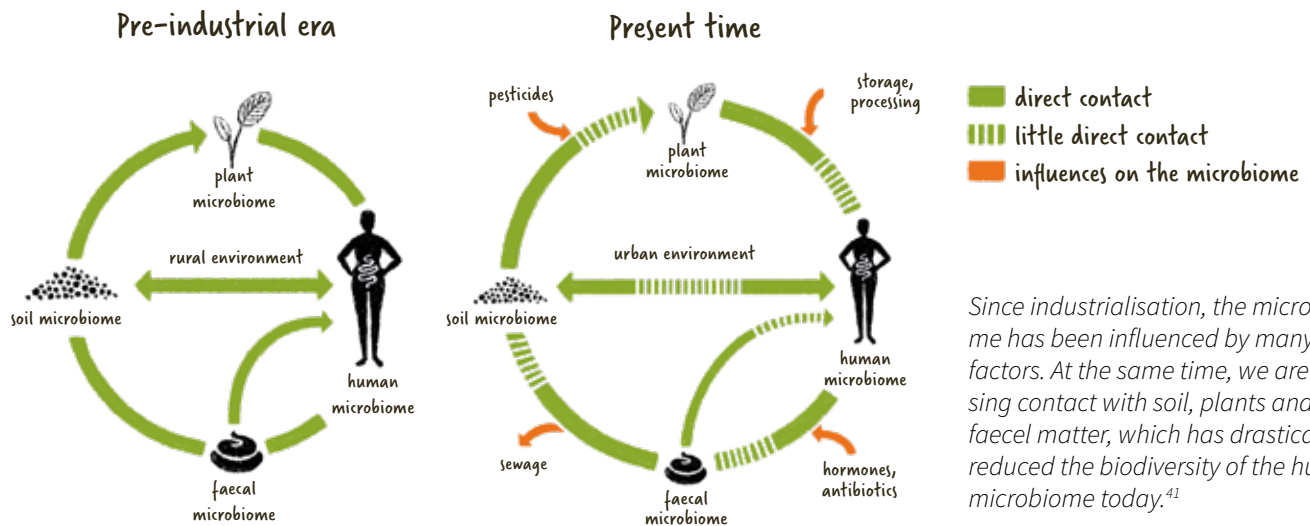 Pre-industrial era
plant
microbiome
rural environment
soil microbiome
human
microbiome
faecal
microbiome
Present time
pesticides
storage,
processing
plant
microbiome
urban environment
soil microbiome
human
microbiome
sewage
hormones,
antibiotics
faecal
microbiome
direct contact
little direct contact
influences on the microbiome
Since industrialisation, the micro
me has been influenced by many
factors. At the same time, we are
sing contact with soil, plants and
faecel matter, which has drastica
reduced the biodiversity of the hu
microbiome today.41